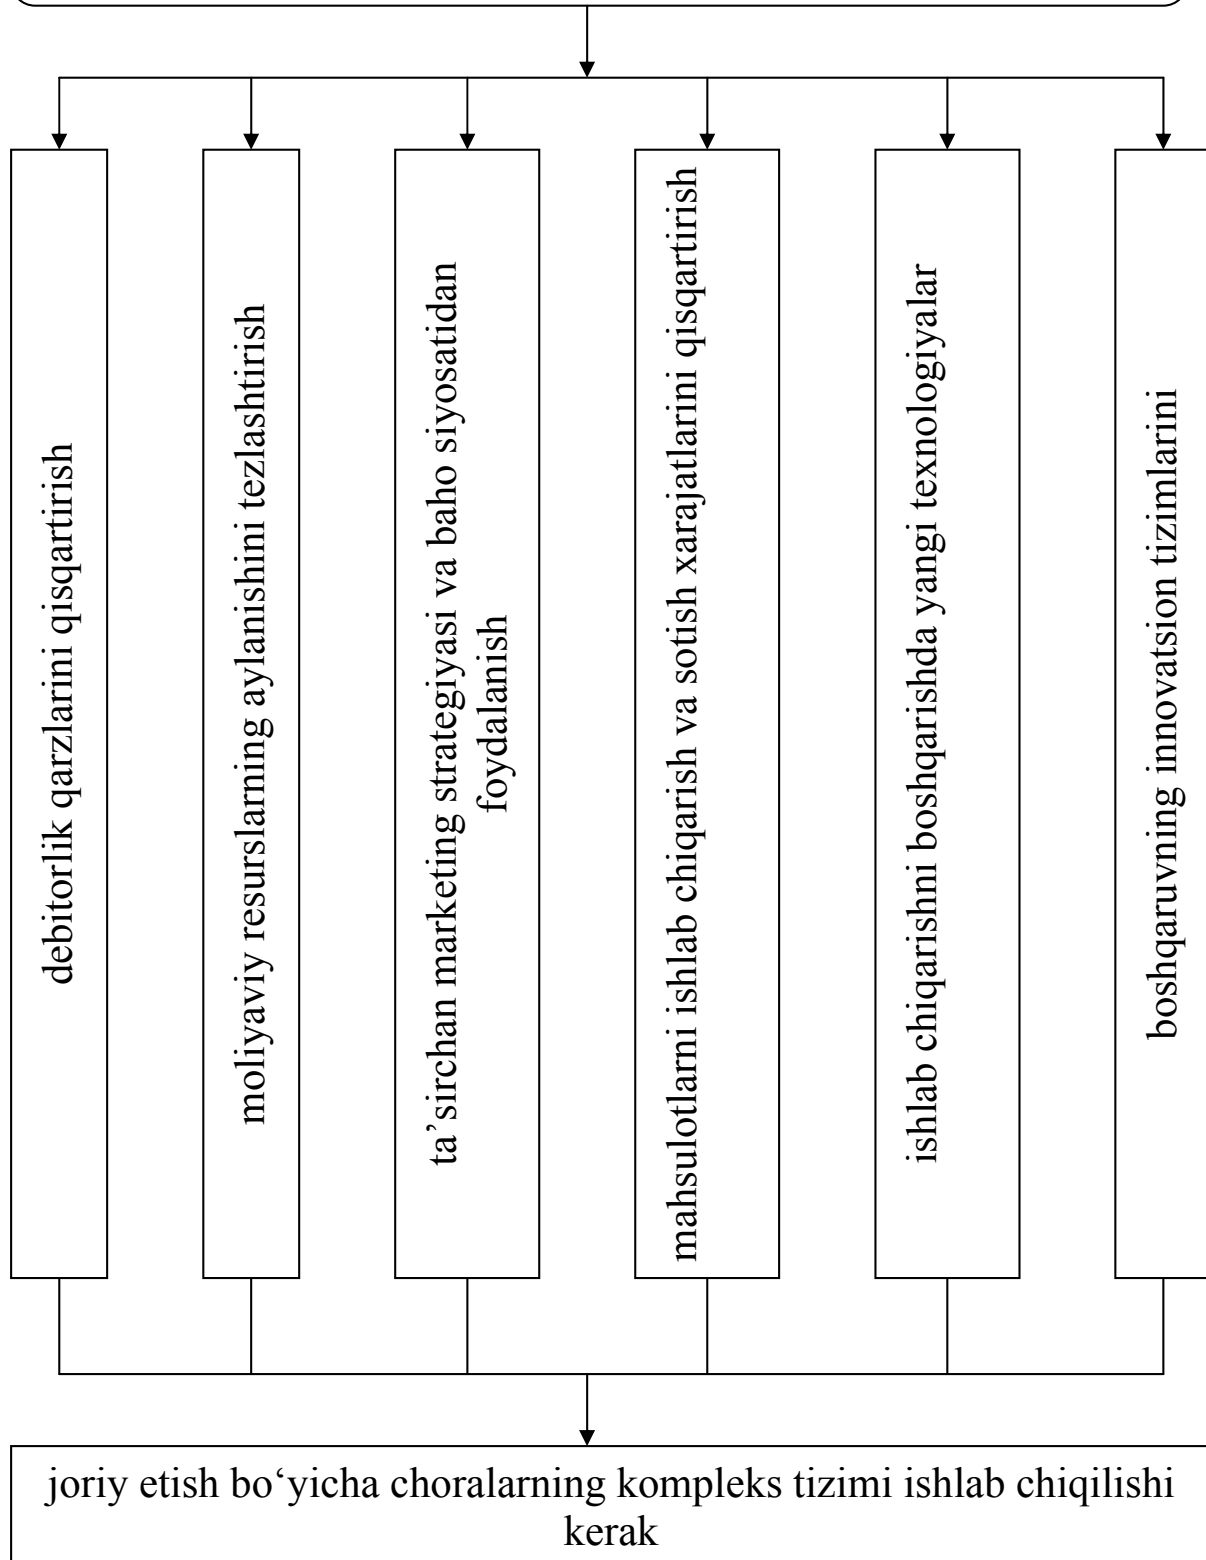 debitorlik qarzlarini qisqartirish
moliyaviy resurslarning aylanishini tezlashtirish
ta’sirchan marketing strategiyasi va baho siyosatidan
foydalanish
mahsulotlarni ishlab chiqarish va sotish xarajatlarini qisqartirish
ishlab chiqarishni boshqarishda yangi texnologiyalar
boshqaruvning innovatsion tizimlarini
joriy etish bo‘yicha choralarning kompleks tizimi ishlab chiqilishi
kerak